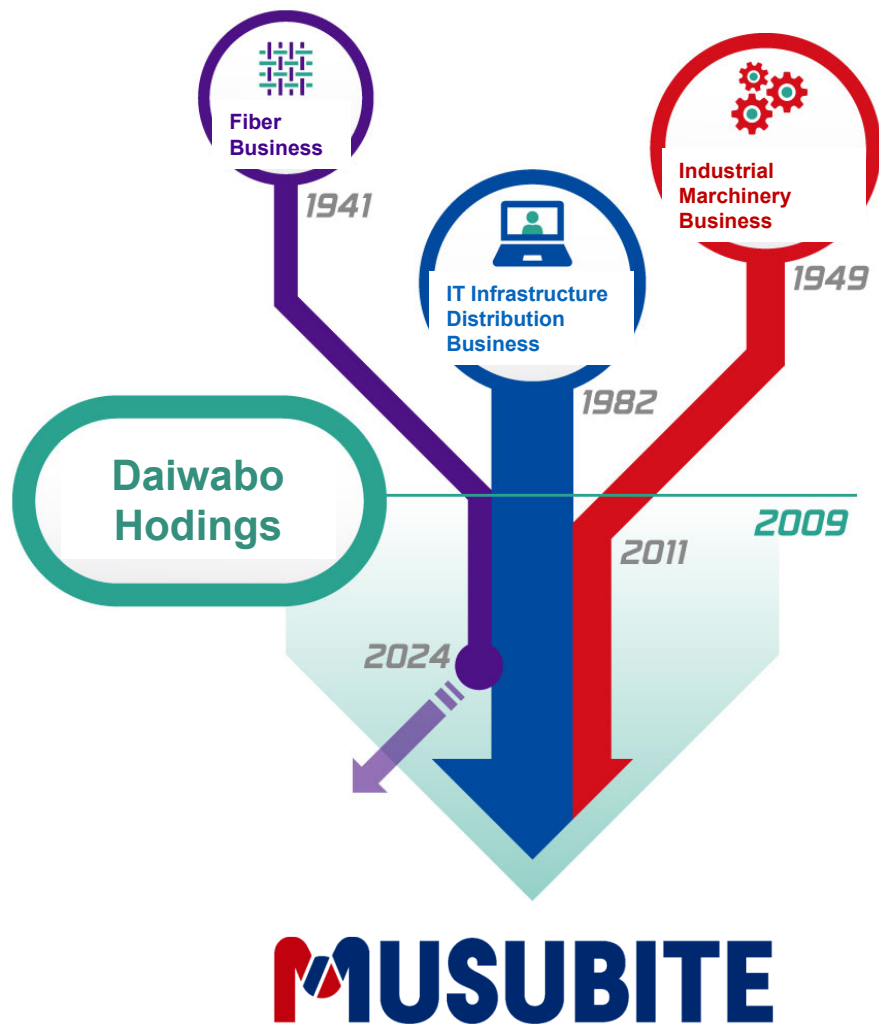 Fiber
Business
1941
Industrial
Marchinery
Business
1949
IT Infrastructure
Distribution
Business
1982
Daiwabo
Hodings
2009
2011
2024
MUSUBITE